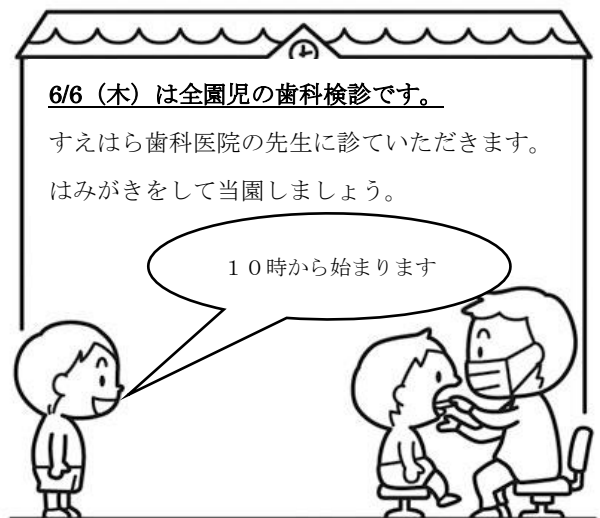 6/6（木）は全園児の歯科検診です。
すえはら歯科医院の先生に診ていただきます。
はみがきをして当園しましょう。
１０時から始まります